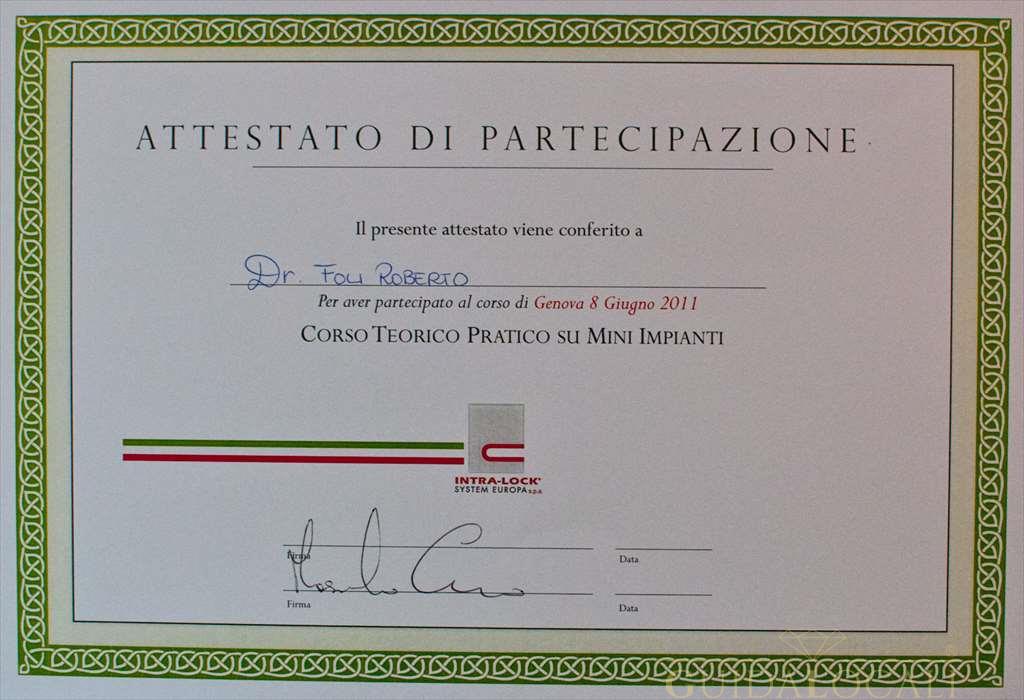 ATTESTATO DI PARTECIPAZIONE
Il presente attestato viene conferito a
Dr. FOLI ROBERTO
Per aver partecipato al corso di Genova 8 Giugno 2011
CORSO TEORICO PRATICO SU MINI IMPIANTI
INTRA-LOCK®
SYSTEM EUROPA s.p.a.
Firma
Data
Firma
Data
GUIDALOCALE